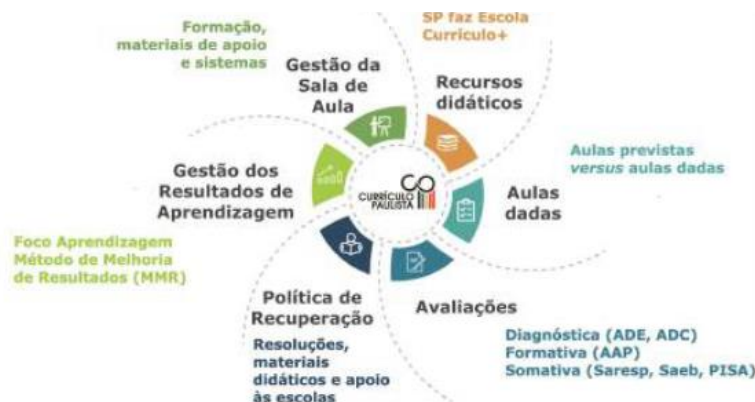 SP faz Escola
Currículo+
Formação,
materiais de apoio
e sistemas
Gestão da
Sala de
Aula
Recursos
didáticos
Aulas previstas
versus aulas dadas
Gestão dos
Resultados de
Aprendizagem
CURRÍCULO
PAULISTA
Aulas
dadas
Foco Aprendizagem
Método de Melhoria
de Resultados (MMR)
Política de
Recuperação
Avaliações
Resoluções,
materiais
didáticos e apoio
às escolas
Diagnóstica (ADE, ADC)
Formativa (AAP)
Somativa (Saresp, Saeb, PISA)